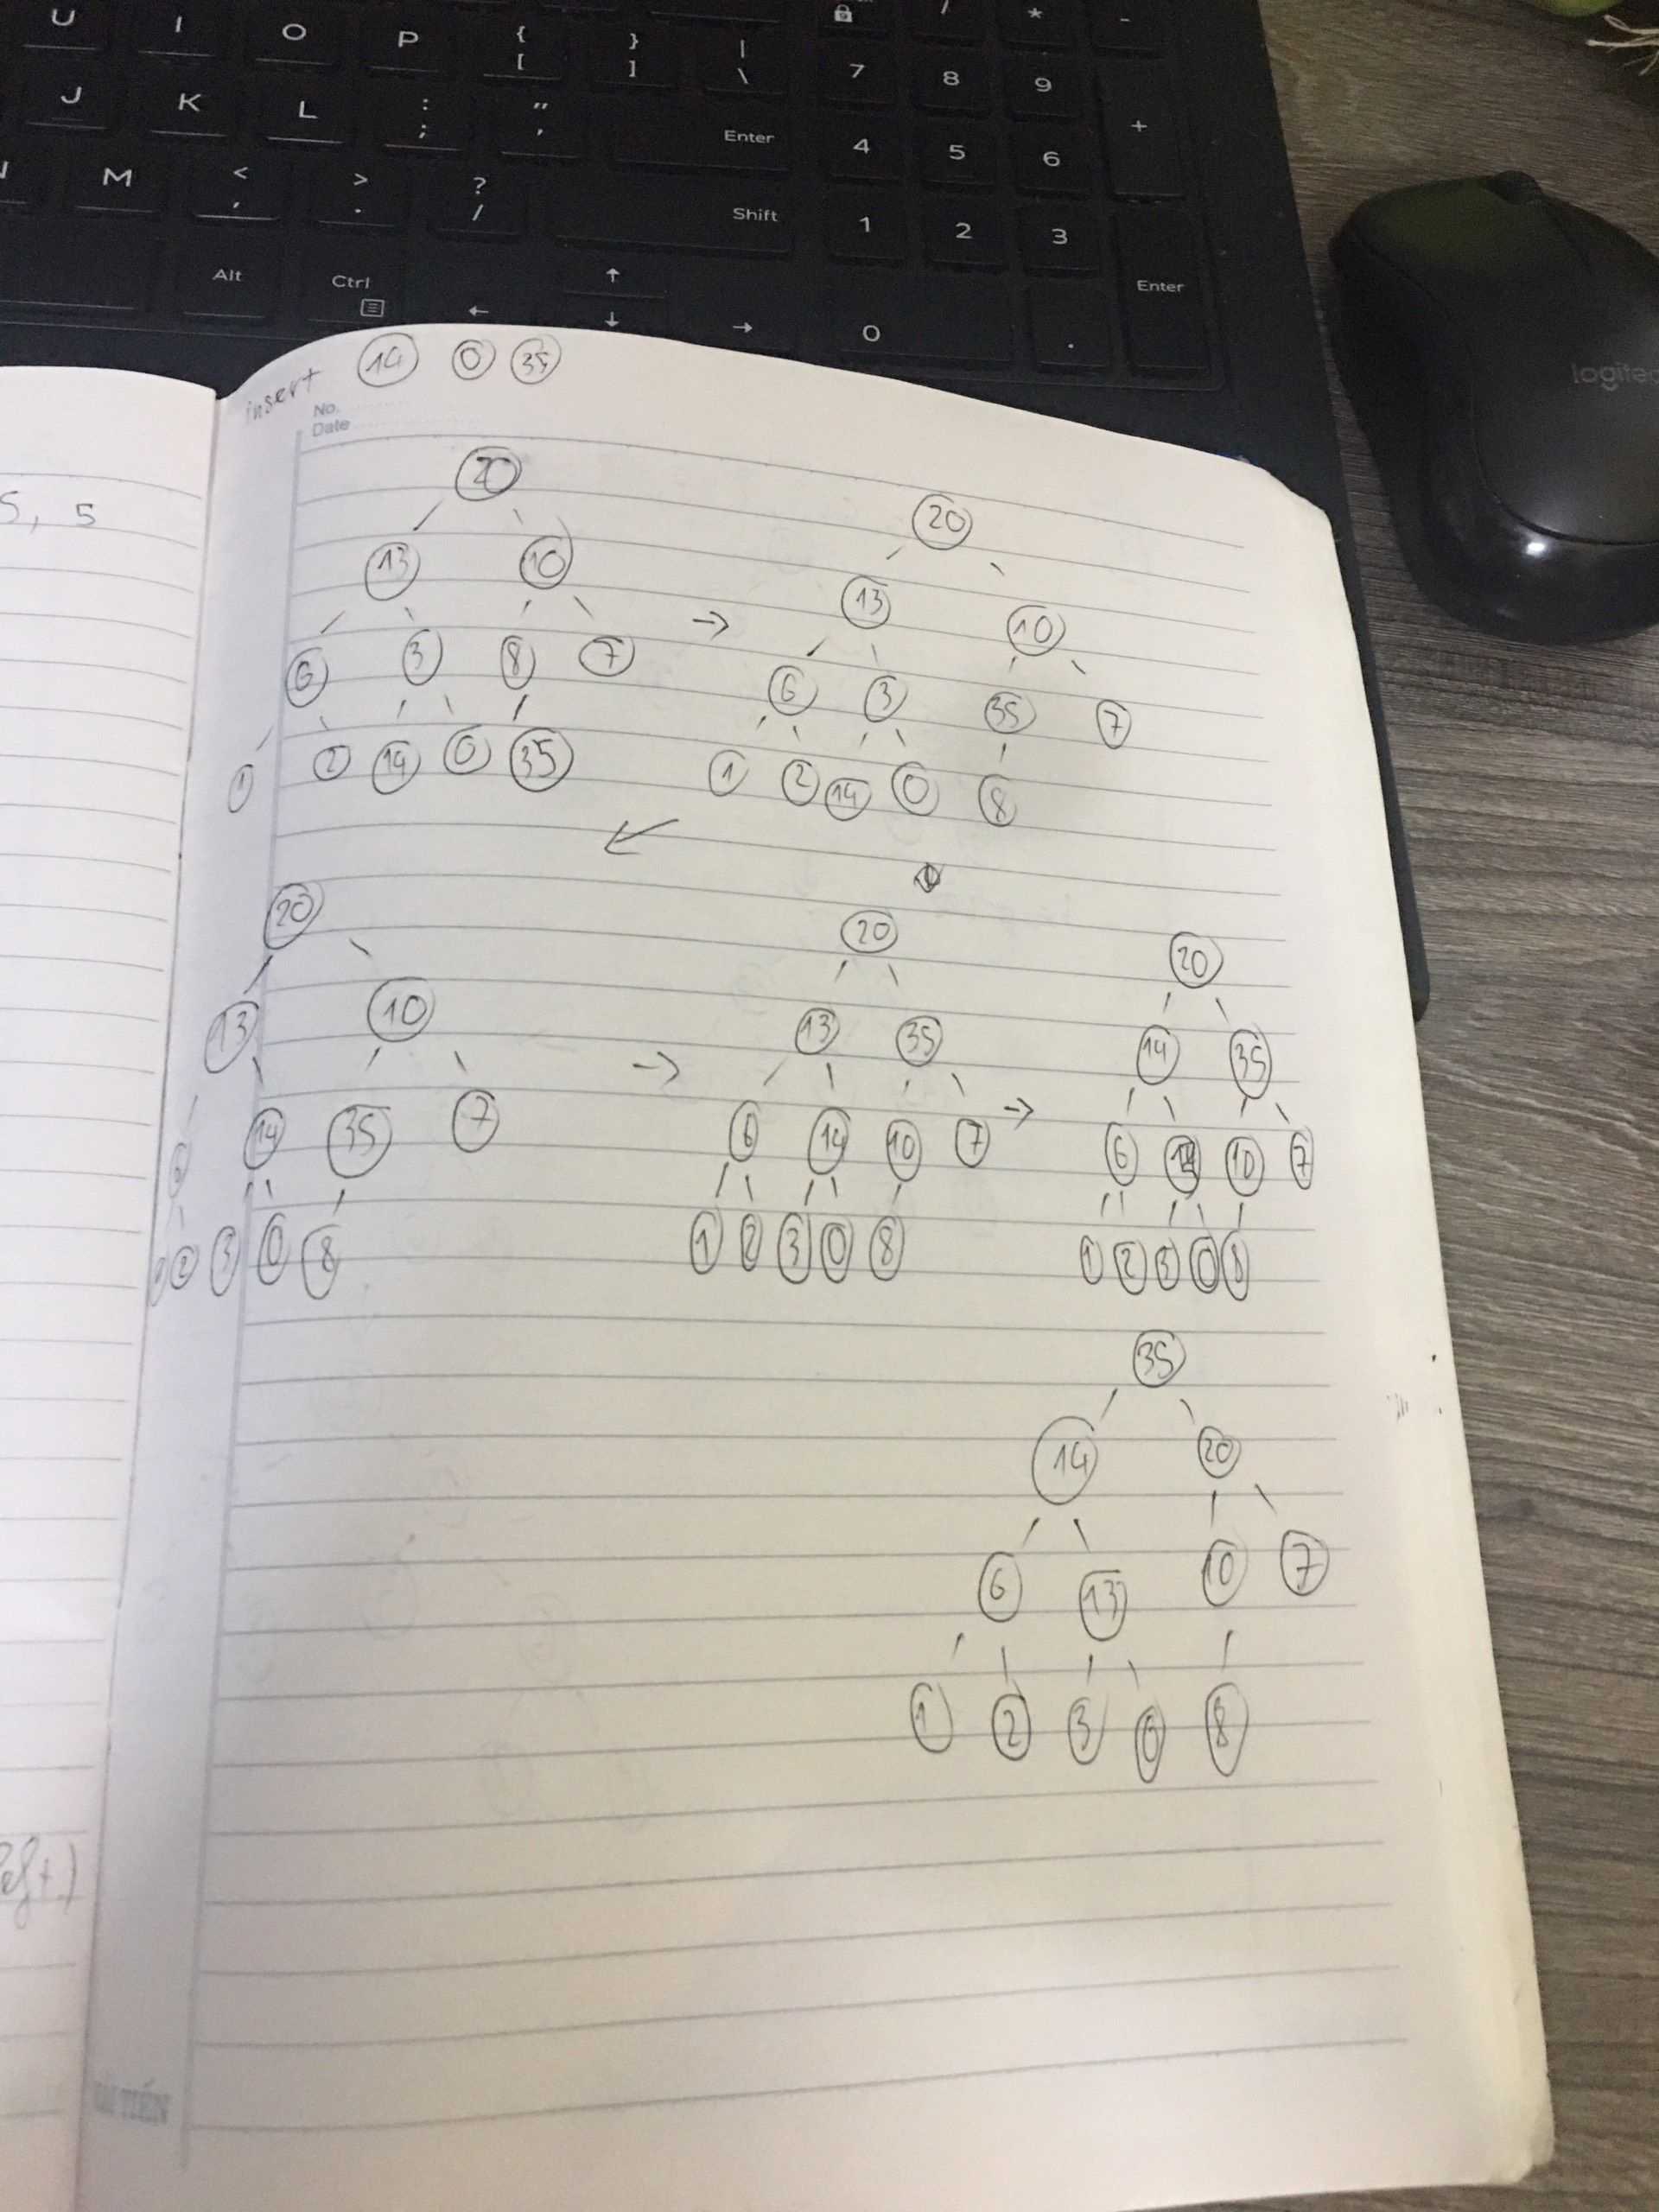 U I O P { [ } ] | \ / * -
7 8 9 +
J K L : ; " ' Enter 4 5 6
M < , > . ? / Shift 1 2 3
Alt Ctrl ← ↑ ↓ → 0 . Enter
logitec
insert 14 0 35
No.
Date
5, 5
20
13 10
6 3 8 7
1 2 14 0 35
→
20
13 10
6 3 35 7
1 2 14 0 8
←
20
13 10
6 14 35 7
1 2 3 0 8
→
20
13 35
6 14 10 7
1 2 3 0 8
→
20
14 35
6 13 10 7
1 2 3 0 8
35
14 20
6 13 10 7
1 2 3 0 8
TIẾN